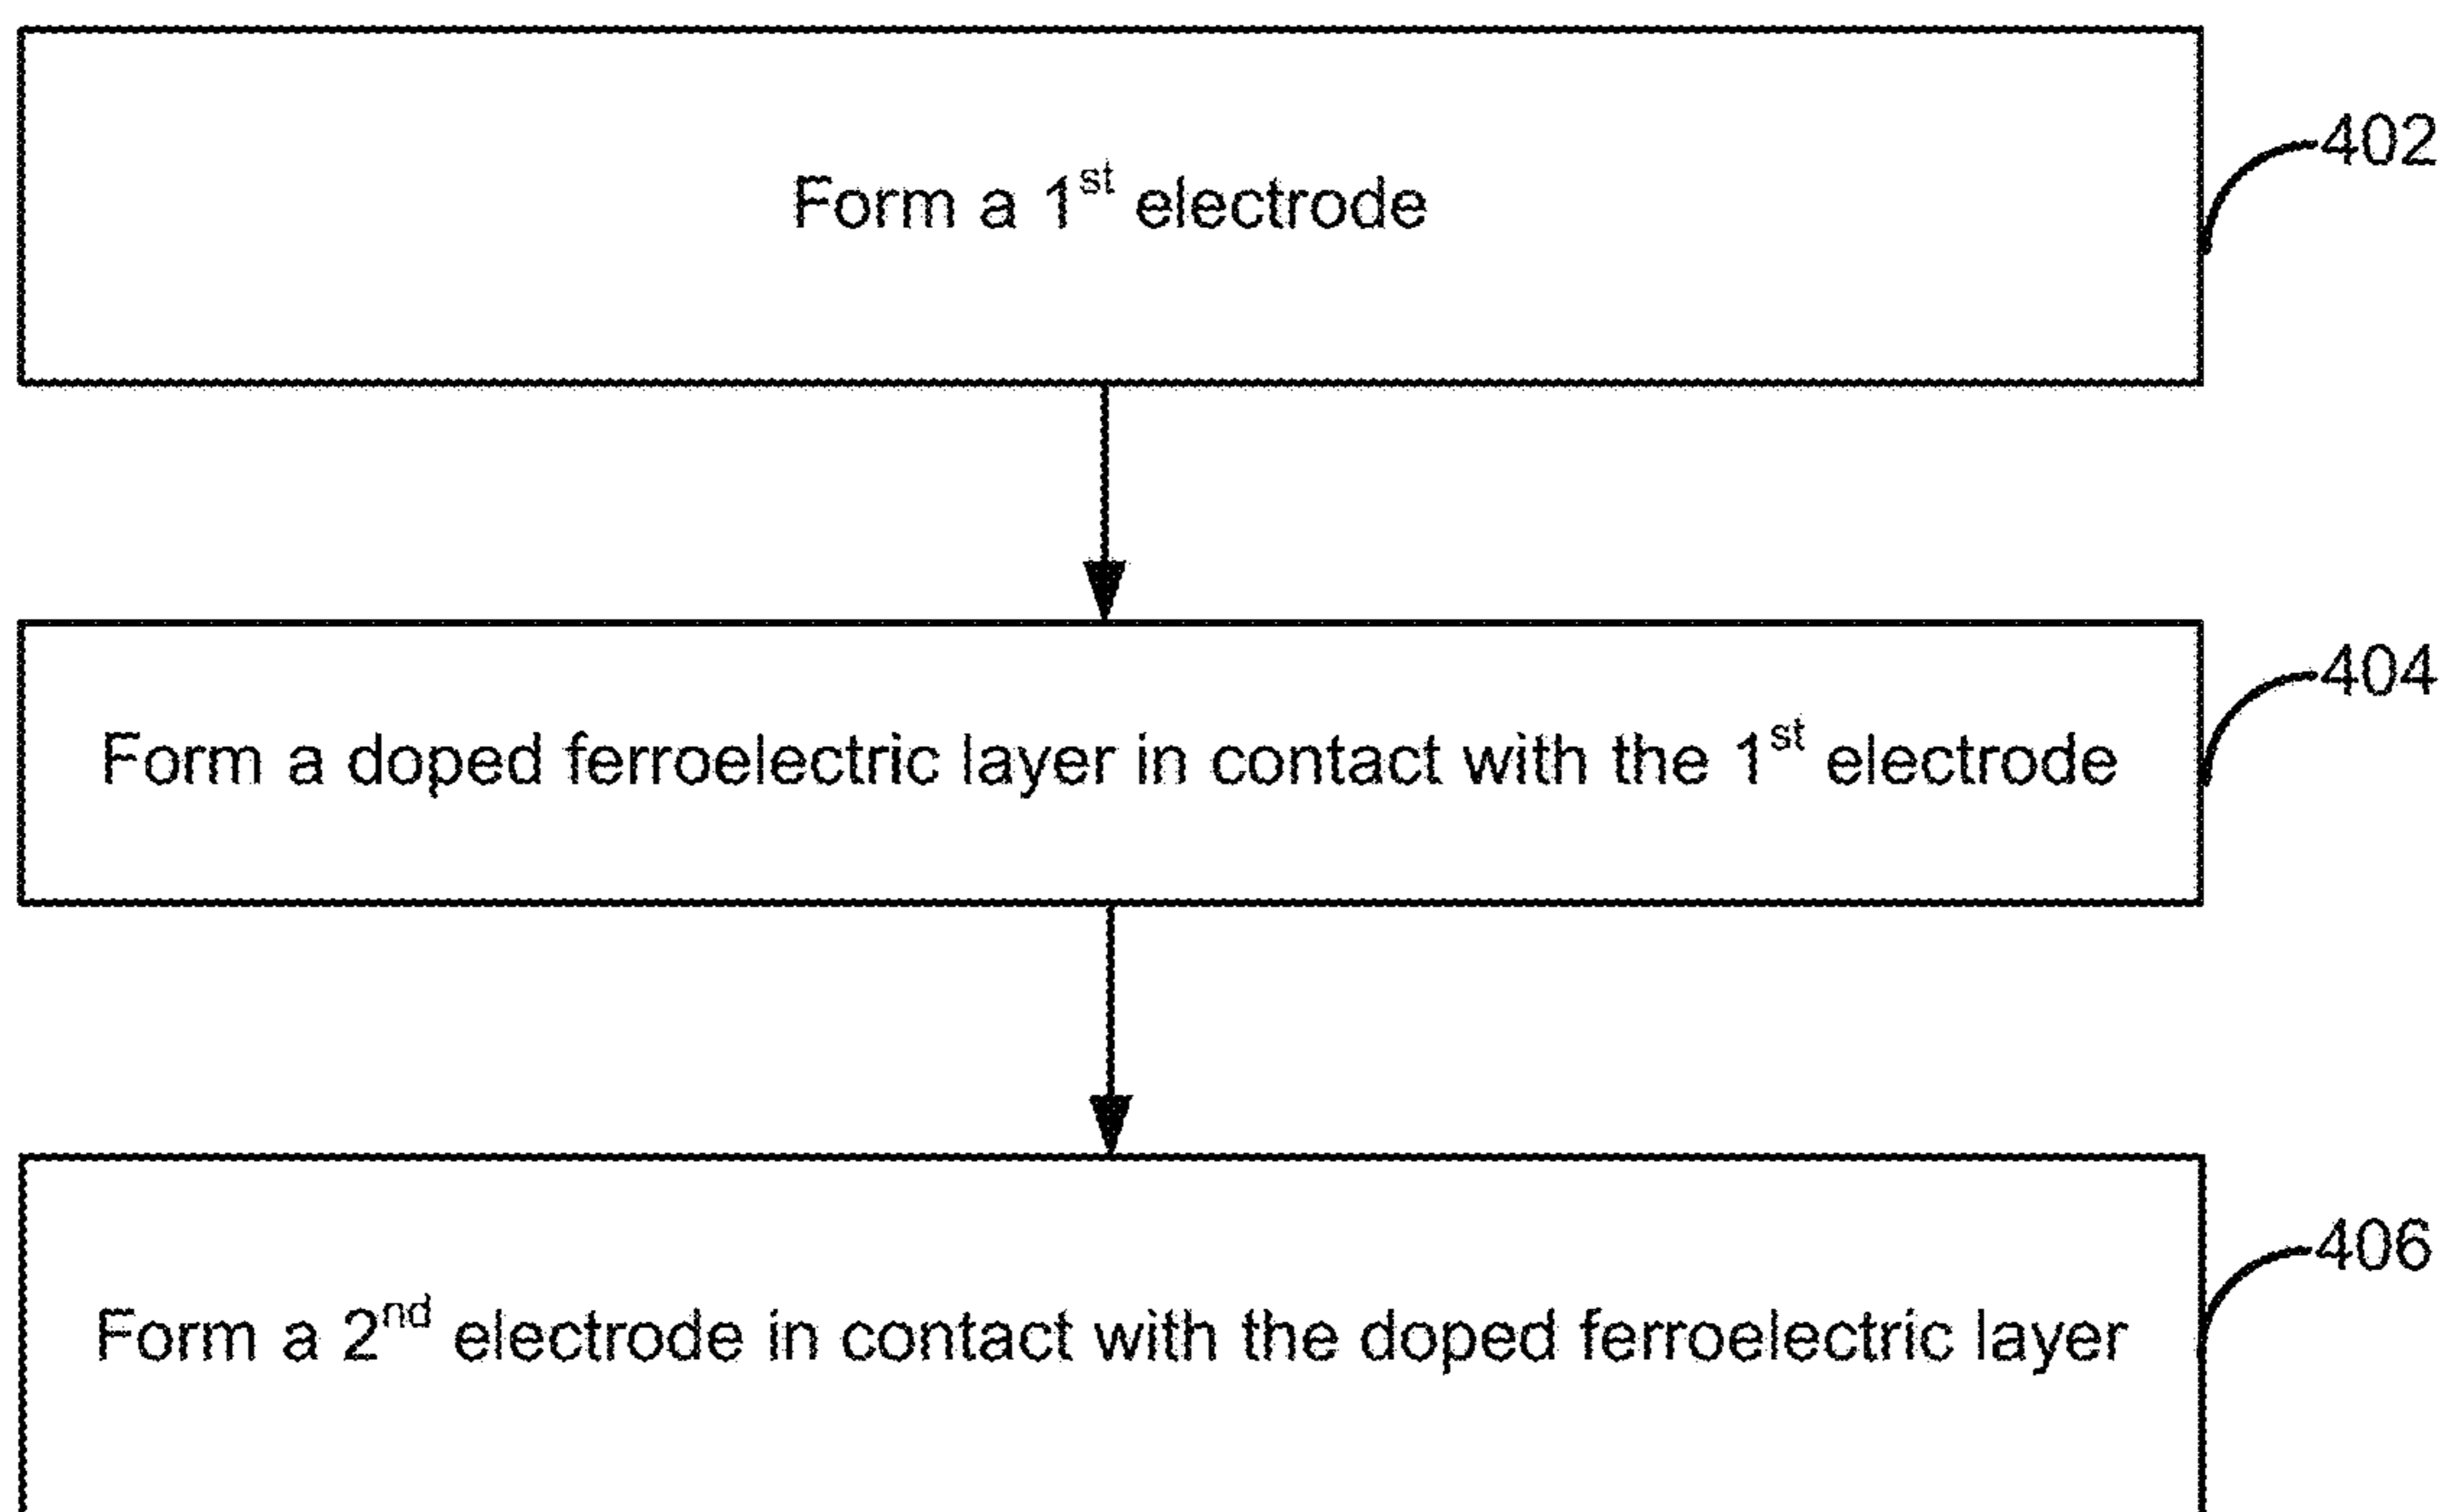 Form a 1st electrode
402
Form a doped ferroelectric layer in contact with the 1st electrode
404
Form a 2nd electrode in contact with the doped ferroelectric layer
406